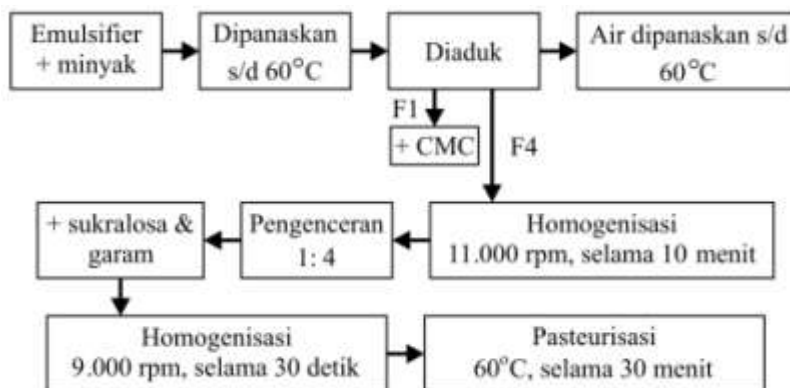 Emulsifier
+ minyak
Dipanaskan
s/d 60°C
Diaduk
Air dipanaskan s/d
60°C
F1
+ CMC
F4
+ sukralosa &
garam
Pengenceran
1: 4
Homogenisasi
11.000 rpm, selama 10 menit
Homogenisasi
9.000 rpm, selama 30 detik
Pasteurisasi
60°C, selama 30 menit